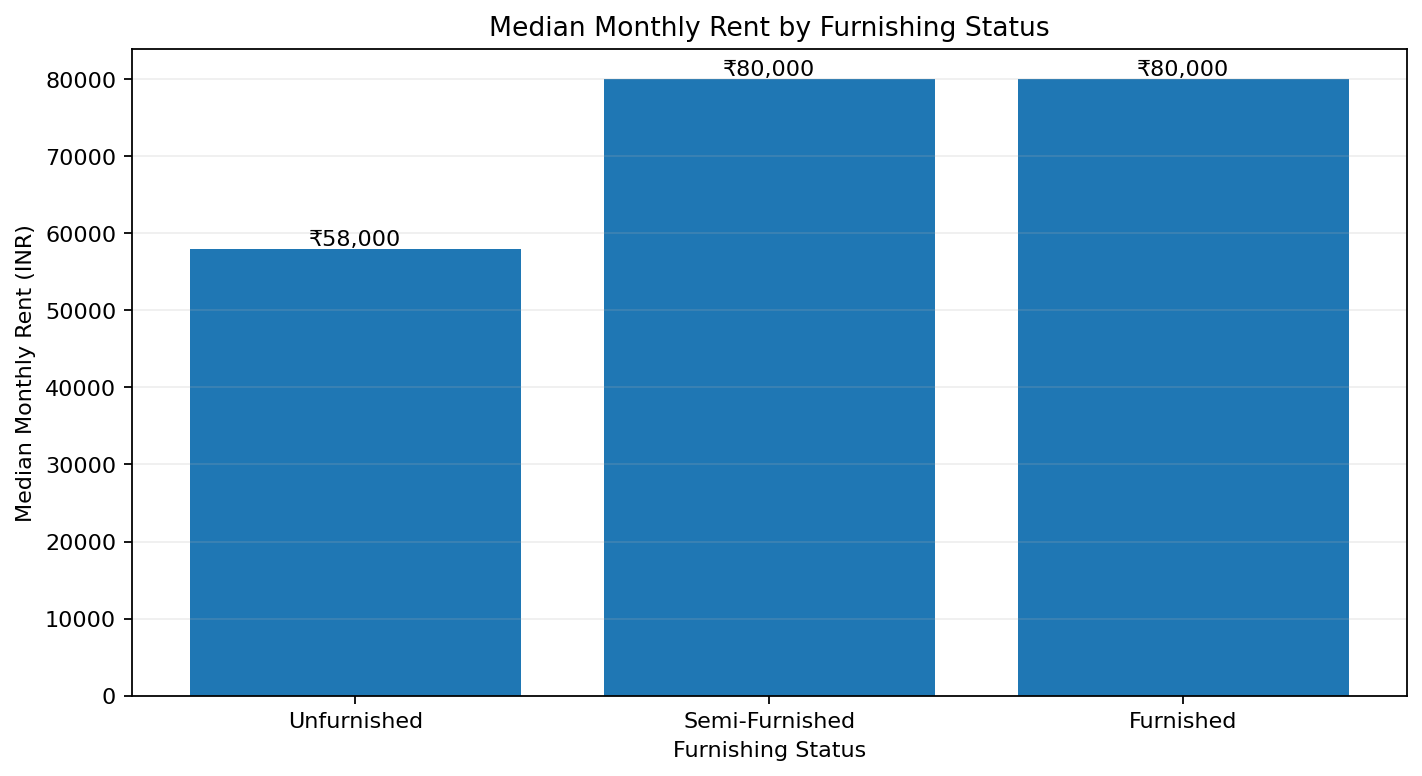 Median Monthly Rent by Furnishing Status
Median Monthly Rent (INR)
80000
70000
60000
50000
40000
30000
20000
10000
0
₹58,000
₹80,000
₹80,000
Unfurnished
Semi-Furnished
Furnished
Furnishing Status